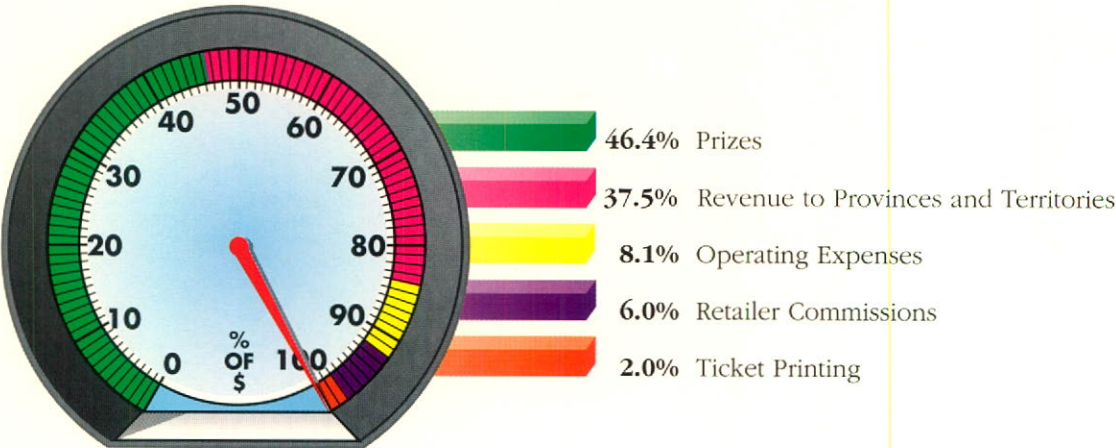 0
10
20
30
40
50
60
70
80
90
100
%
OF
$
46.4% Prizes
37.5% Revenue to Provinces and Territories
8.1% Operating Expenses
6.0% Retailer Commissions
2.0% Ticket Printing